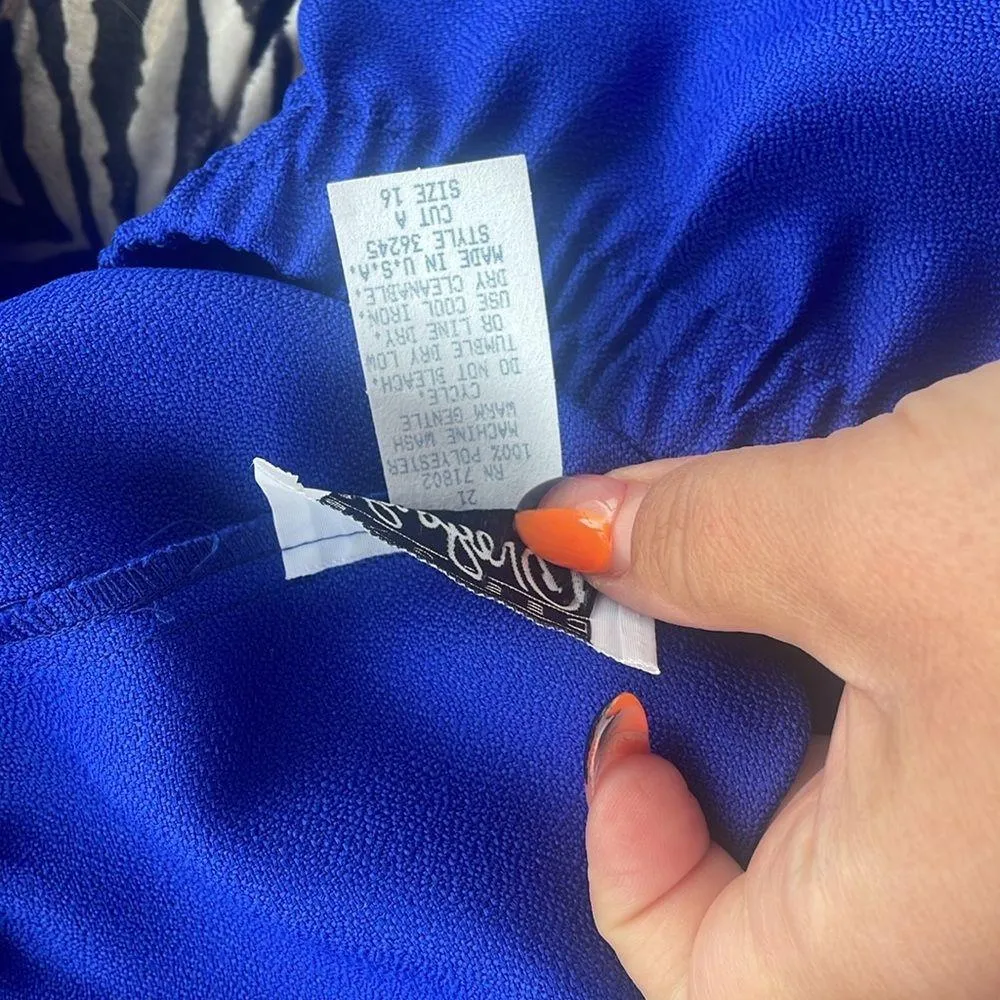 21
RN 71802
100% POLYESTER
MACHINE WASH
WARM GENTLE
CYCLE.
DO NOT BLEACH.
TUMBLE DRY LOW
OR LINE DRY.
USE COOL IRON.
DRY CLEANABLE.
MADE IN U.S.A.
STYLE 36245
CUT A
SIZE 16